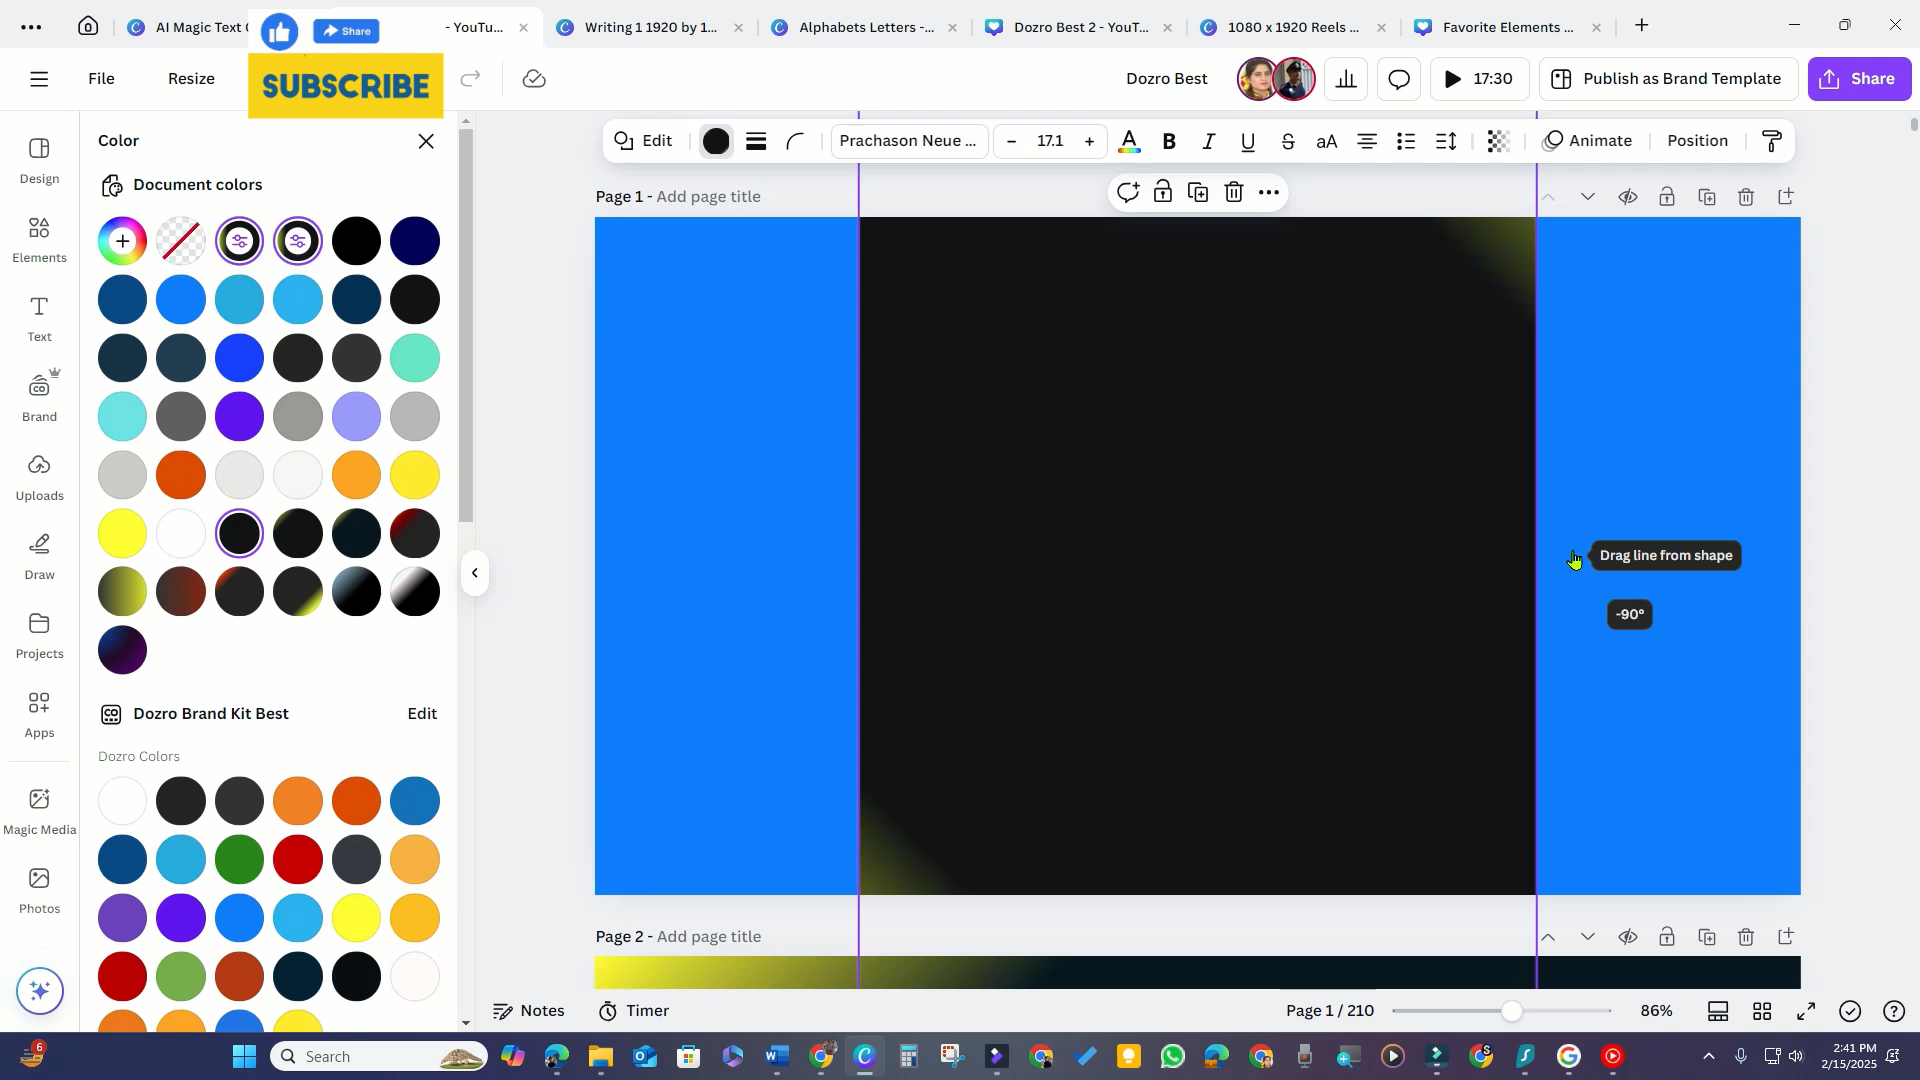 AI Magic Text
- YouTu...
Writing 1 1920 by 1...
Alphabets Letters -...
Dozro Best 2 - YouT...
1080 x 1920 Reels ...
Favorite Elements ...
Share
SUBSCRIBE
File
Resize
Dozro Best
17:30
Publish as Brand Template
Share
Color
Edit
Prachason Neue ...
17.1
B
I
U
S
aA
Animate
Position
Design
Elements
Text
Brand
Uploads
Draw
Projects
Apps
Magic Media
Photos
Document colors
Dozro Brand Kit Best
Edit
Dozro Colors
Page 1 - Add page title
Drag line from shape
-90°
Page 2 - Add page title
Notes
Timer
Page 1 / 210
86%
6
Search
2:41 PM
2/15/2025